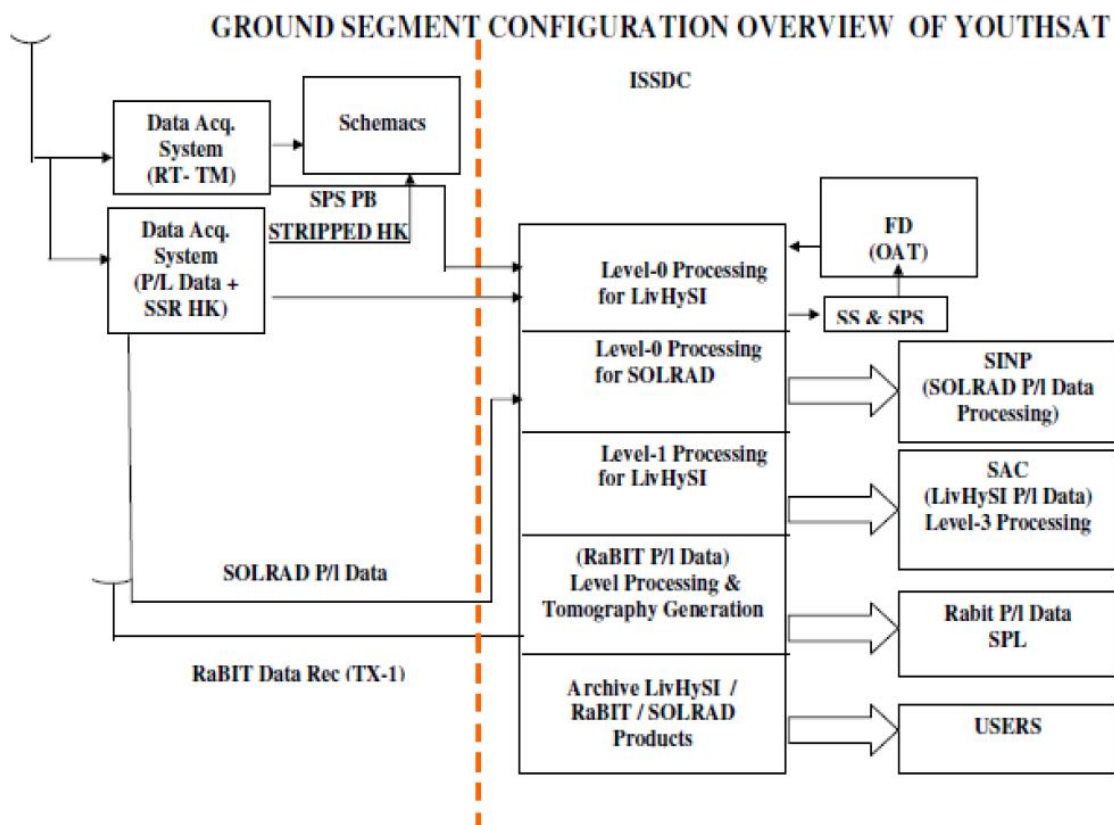 GROUND SEGMENT CONFIGURATION OVERVIEW OF YOUTHSAT
ISSDC
Data Acq.
System
(RT- TM)
Schemacs
SPS PB
STRIPPED HK
Data Acq.
System
(P/L Data +
SSR HK)
FD
(OAT)
SS & SPS
Level-0 Processing
for LivHySI
Level-0 Processing
for SOLRAD
Level-1 Processing
for LivHySI
(RaBIT P/l Data)
Level Processing &
Tomography Generation
Archive LivHySI /
RaBIT / SOLRAD
Products
SINP
(SOLRAD P/l Data
Processing)
SAC
(LivHySI P/l Data)
Level-3 Processing
Rabit P/l Data
SPL
USERS
SOLRAD P/l Data
RaBIT Data Rec (TX-1)